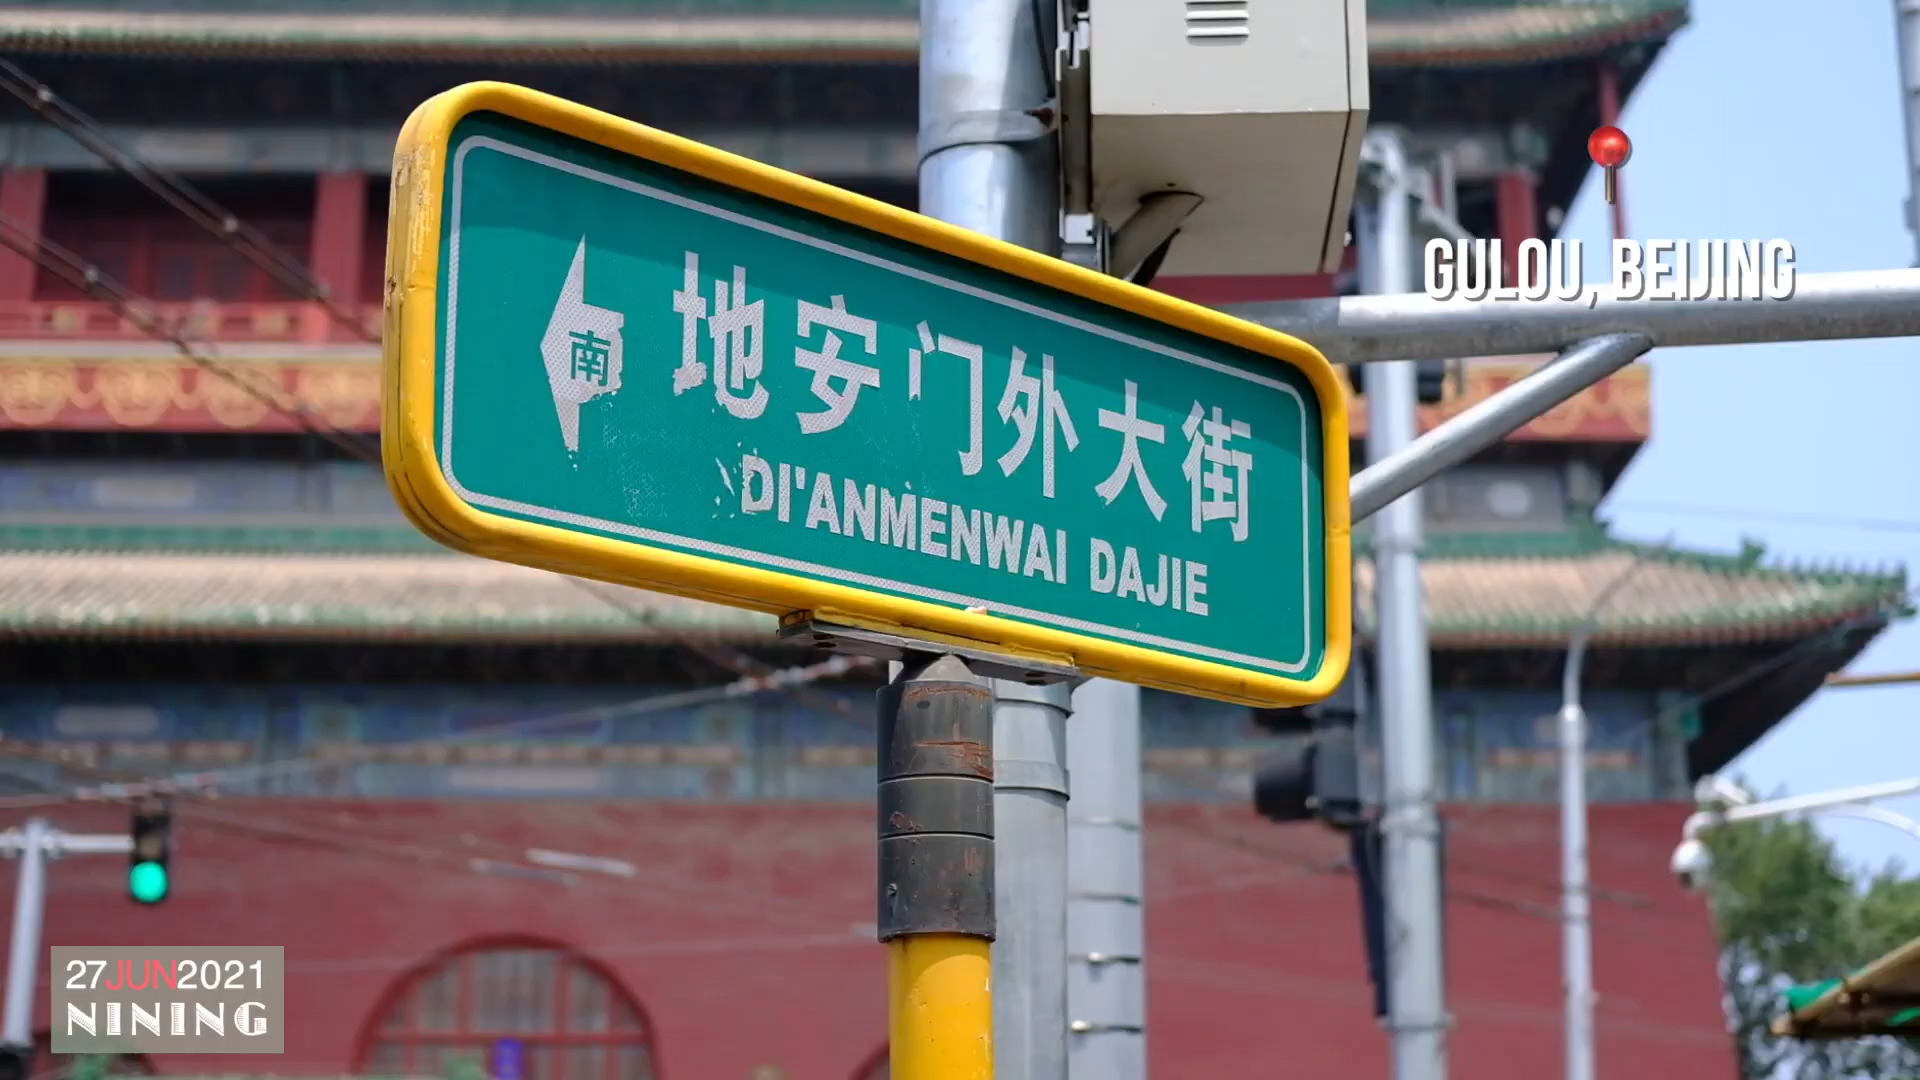 南
地安门外大街
DI'ANMENWAI DAJIE
GULOU, BEIJING
27JUN2021
NINING